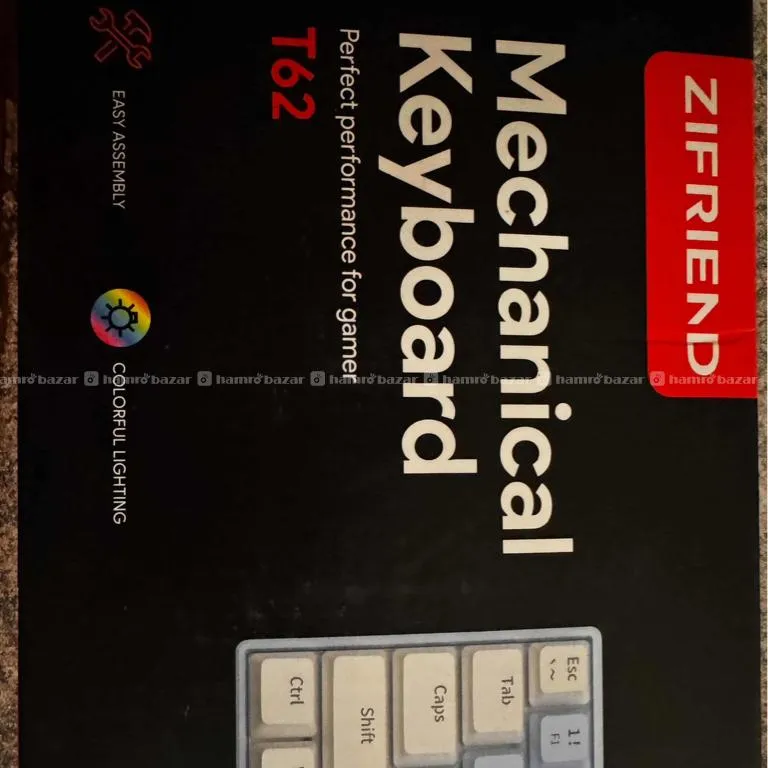 ZIFRIEND
Mechanical
Keyboard
Perfect performance for gamer
T62
EASY ASSEMBLY
COLORFUL LIGHTING
Esc
`~
1!
F1
Tab
Caps
Shift
Ctrl
hamrobazar hamrobazar hamrobazar hamrobazar hamrobazar hamrobazar hamrobazar